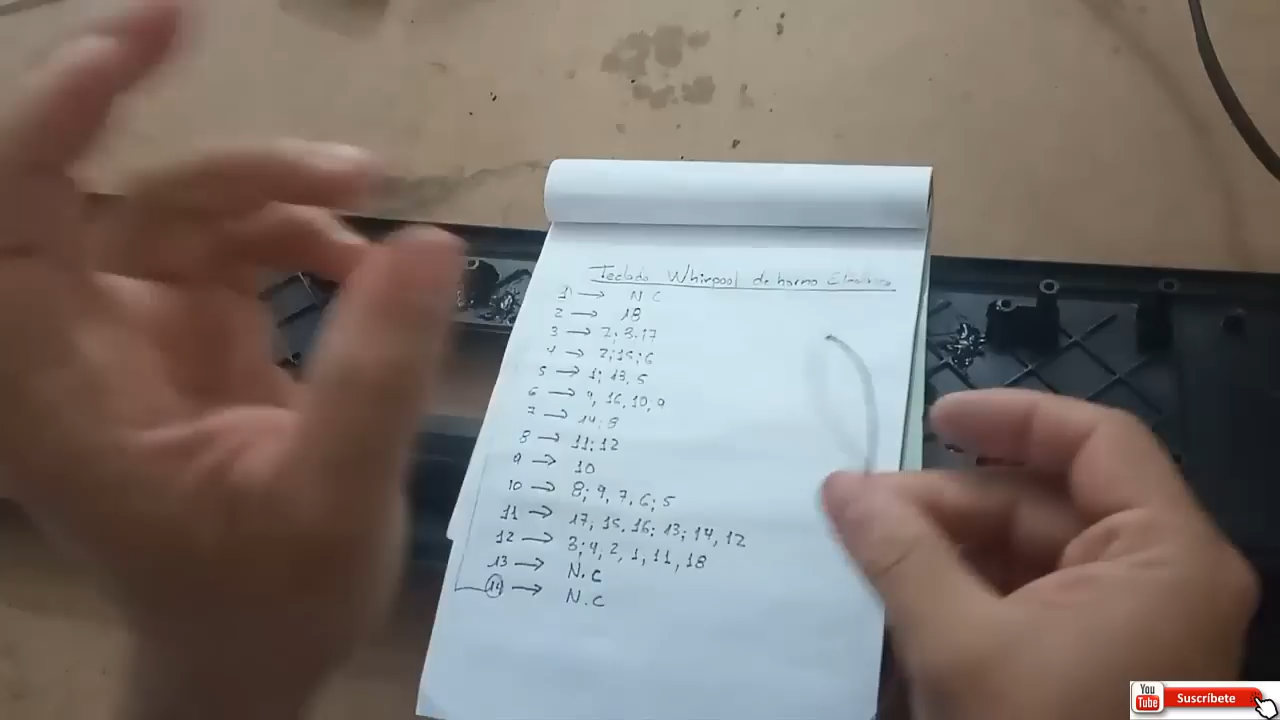 Teclado Whirpool de horno Eléctrico
1 → N C
2 → 18
3 → 2; 3.17
4 → 2; 15; 6
5 → 1; 13, 5
6 → 4, 16, 10; 9
7 → 14; 8
8 → 11; 12
9 → 10
10 → 8; 9, 7, 6; 5
11 → 17; 15, 16; 13; 14, 12
12 → 3; 4, 2, 1, 11, 18
13 → N.C
14 → N.C
You Tube
Suscríbete